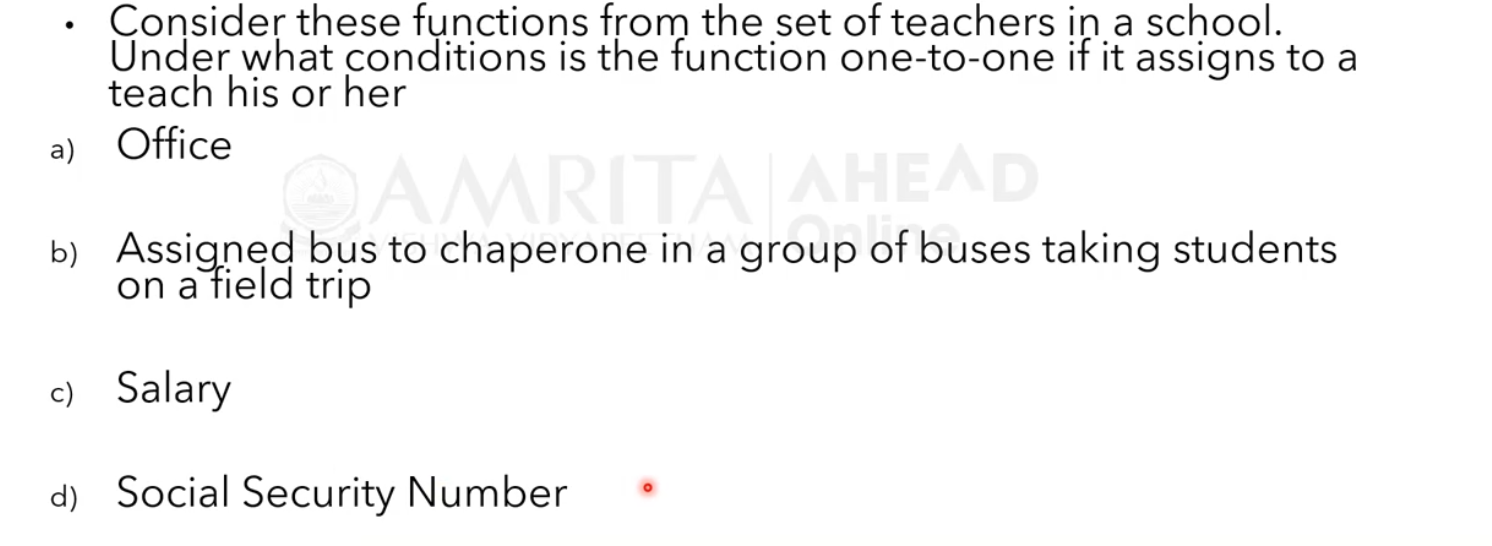 • Consider these functions from the set of teachers in a school.
Under what conditions is the function one-to-one if it assigns to a
teach his or her
a) Office
AMRITA AHEAD
Online
VISHWA VIDYAPEETHAM
b) Assigned bus to chaperone in a group of buses taking students
on a field trip
c) Salary
d) Social Security Number